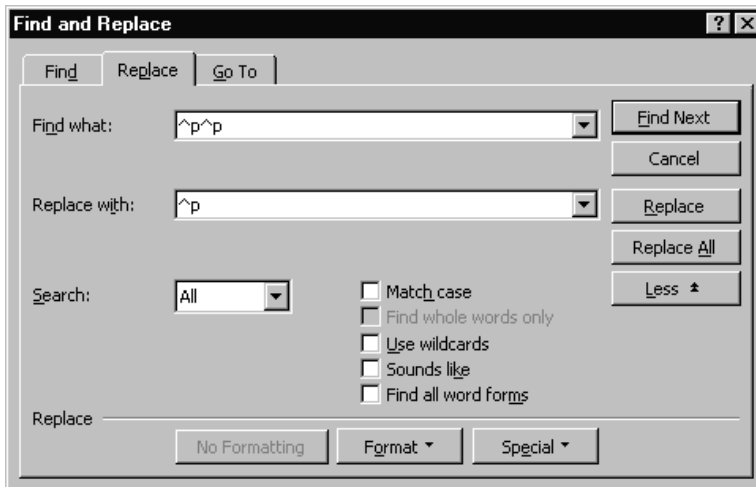 Find and Replace
Find Replace Go To
Find what: ^p^p Find Next
Cancel
Replace with: ^p Replace
Replace All
Search: All Match case Less
Find whole words only
Use wildcards
Sounds like
Find all word forms
Replace
No Formatting Format Special